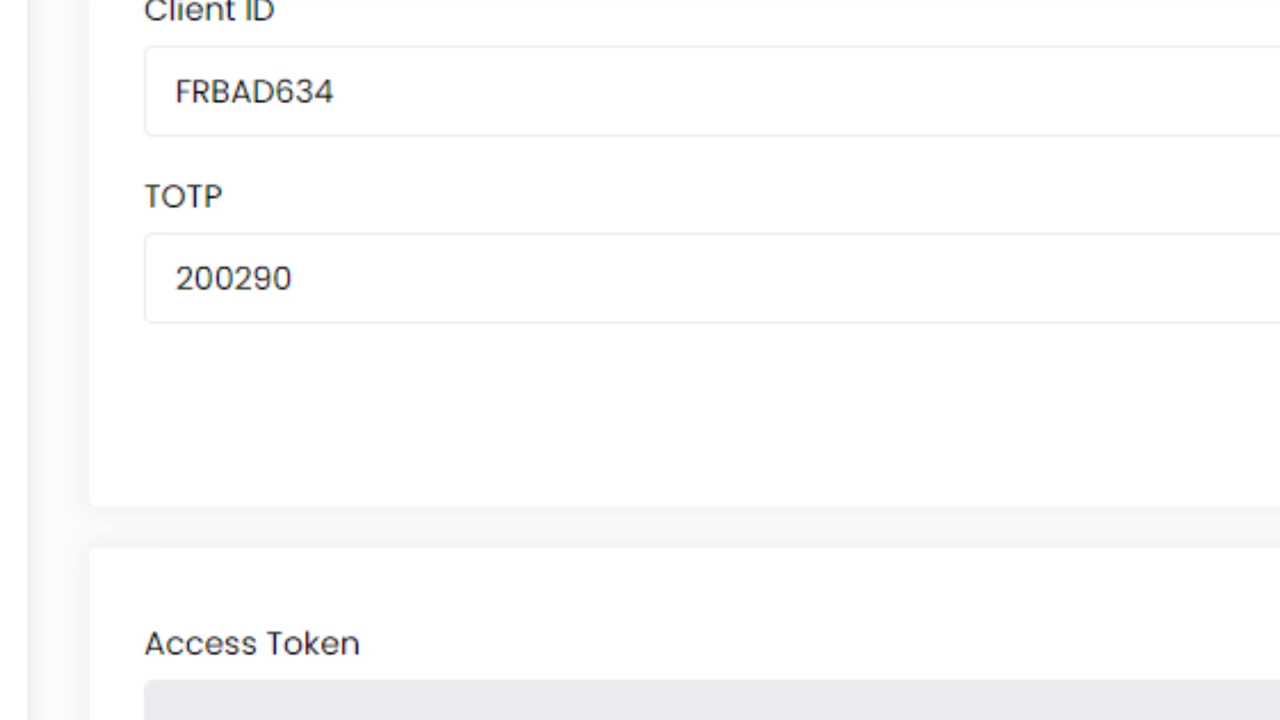 Client ID
FRBAD634
TOTP
200290
Access Token